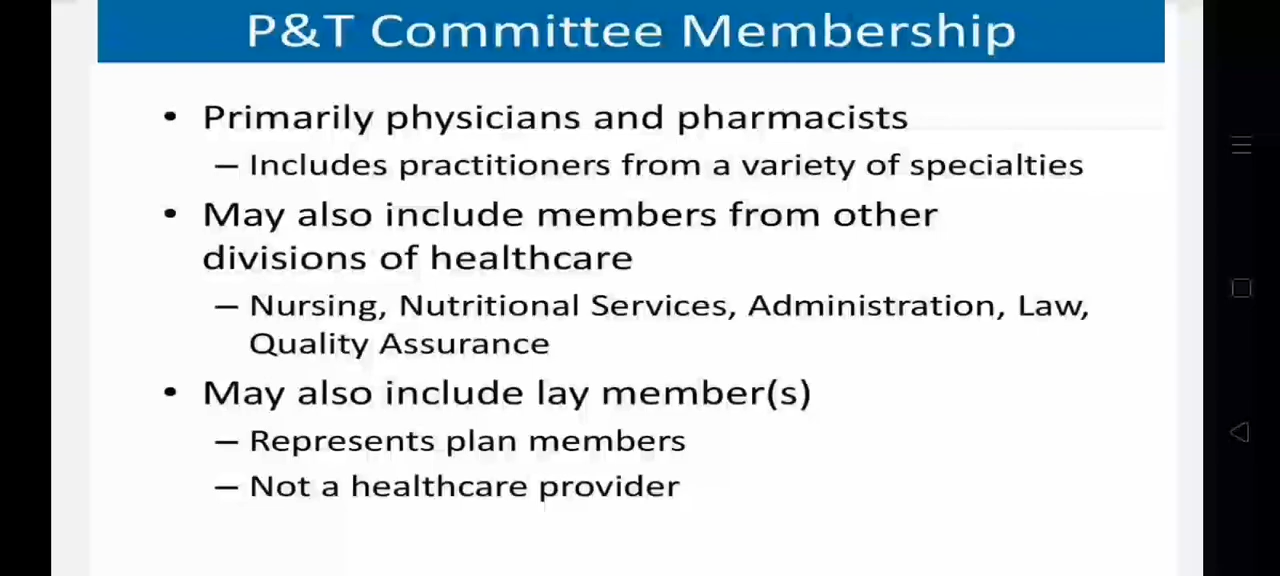 P&T Committee Membership
• Primarily physicians and pharmacists
– Includes practitioners from a variety of specialties
• May also include members from other
divisions of healthcare
– Nursing, Nutritional Services, Administration, Law,
Quality Assurance
• May also include lay member(s)
– Represents plan members
– Not a healthcare provider